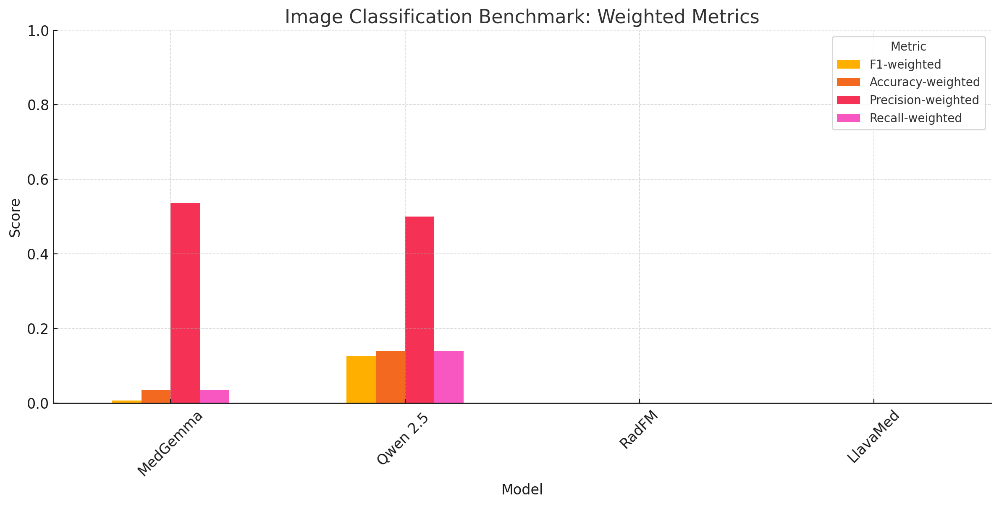 Image Classification Benchmark: Weighted Metrics
Metric
F1-weighted
Accuracy-weighted
Precision-weighted
Recall-weighted
Score
1.0
0.8
0.6
0.4
0.2
0.0
MedGemma
Qwen 2.5
RadFM
LlavaMed
Model